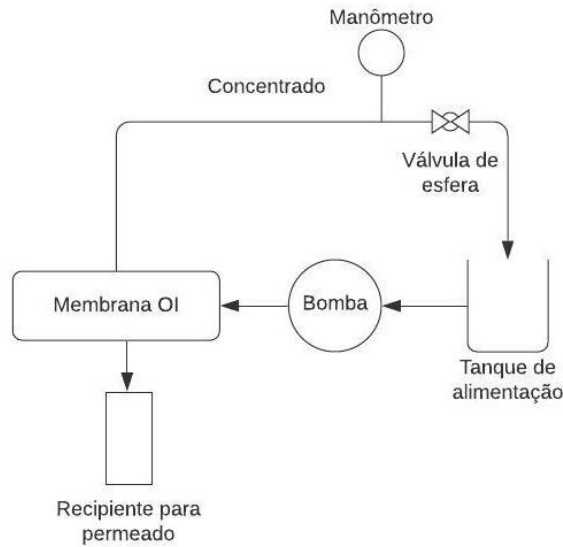 Manômetro
Concentrado
Válvula de
esfera
Membrana OI
Bomba
Tanque de
alimentação
Recipiente para
permeado